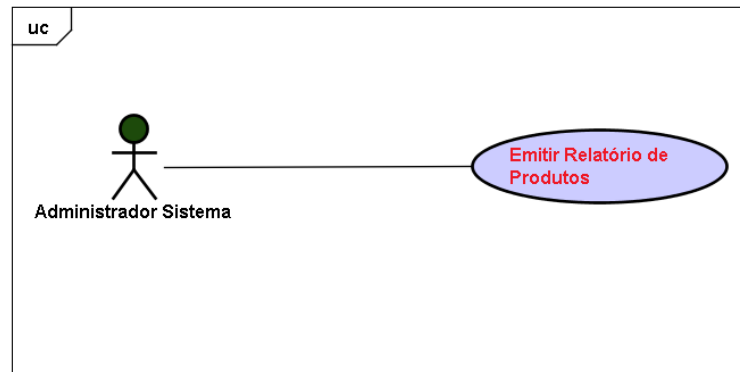 uc
Emitir Relatório de
Produtos
Administrador Sistema